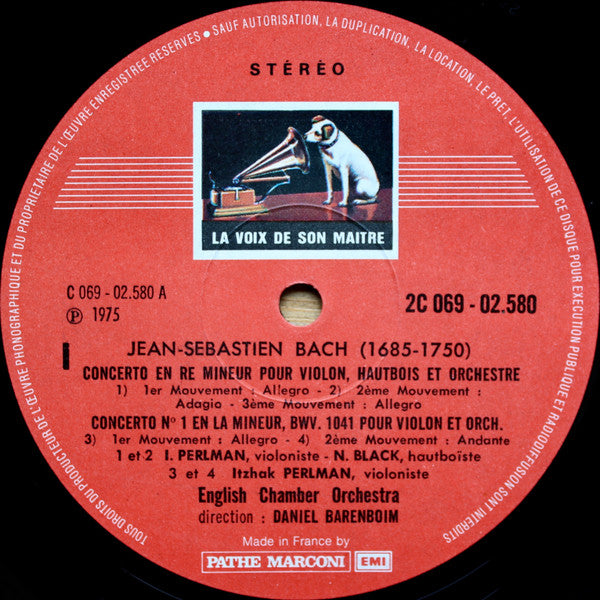 TOUS DROITS DU PRODUCTEUR DE L'ŒUVRE PHONOGRAPHIQUE ET DU PROPRIETAIRE DE L'ŒUVRE ENREGISTREE RESERVES ● SAUF AUTORISATION, LA DUPLICATION, LA LOCATION, LE PRET, L'UTILISATION DE CE DISQUE POUR EXECUTION PUBLIQUE ET RADIODIFFUSION SONT INTERDITS
STÉRÉO
LA VOIX DE SON MAITRE
C 069 - 02.580 A
2C 069 - 02.580
Ⓟ 1975
I
JEAN-SEBASTIEN BACH (1685-1750)
CONCERTO EN RE MINEUR POUR VIOLON, HAUTBOIS ET ORCHESTRE
1) 1er Mouvement : Allegro - 2) 2ème Mouvement :
Adagio - 3ème Mouvement : Allegro
CONCERTO Nº 1 EN LA MINEUR, BWV. 1041 POUR VIOLON ET ORCH.
3) 1er Mouvement : Allegro - 4) 2ème Mouvement : Andante
1 et 2 I. PERLMAN, violoniste - N. BLACK, hautboïste
3 et 4 Itzhak PERLMAN, violoniste
English Chamber Orchestra
direction : DANIEL BARENBOIM
Made in France by
PATHE MARCONI EMI